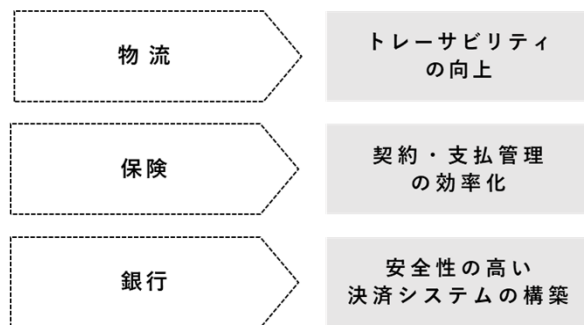 物流
トレーサビリティ
の向上
保険
契約・支払管理
の効率化
銀行
安全性の高い
決済システムの構築